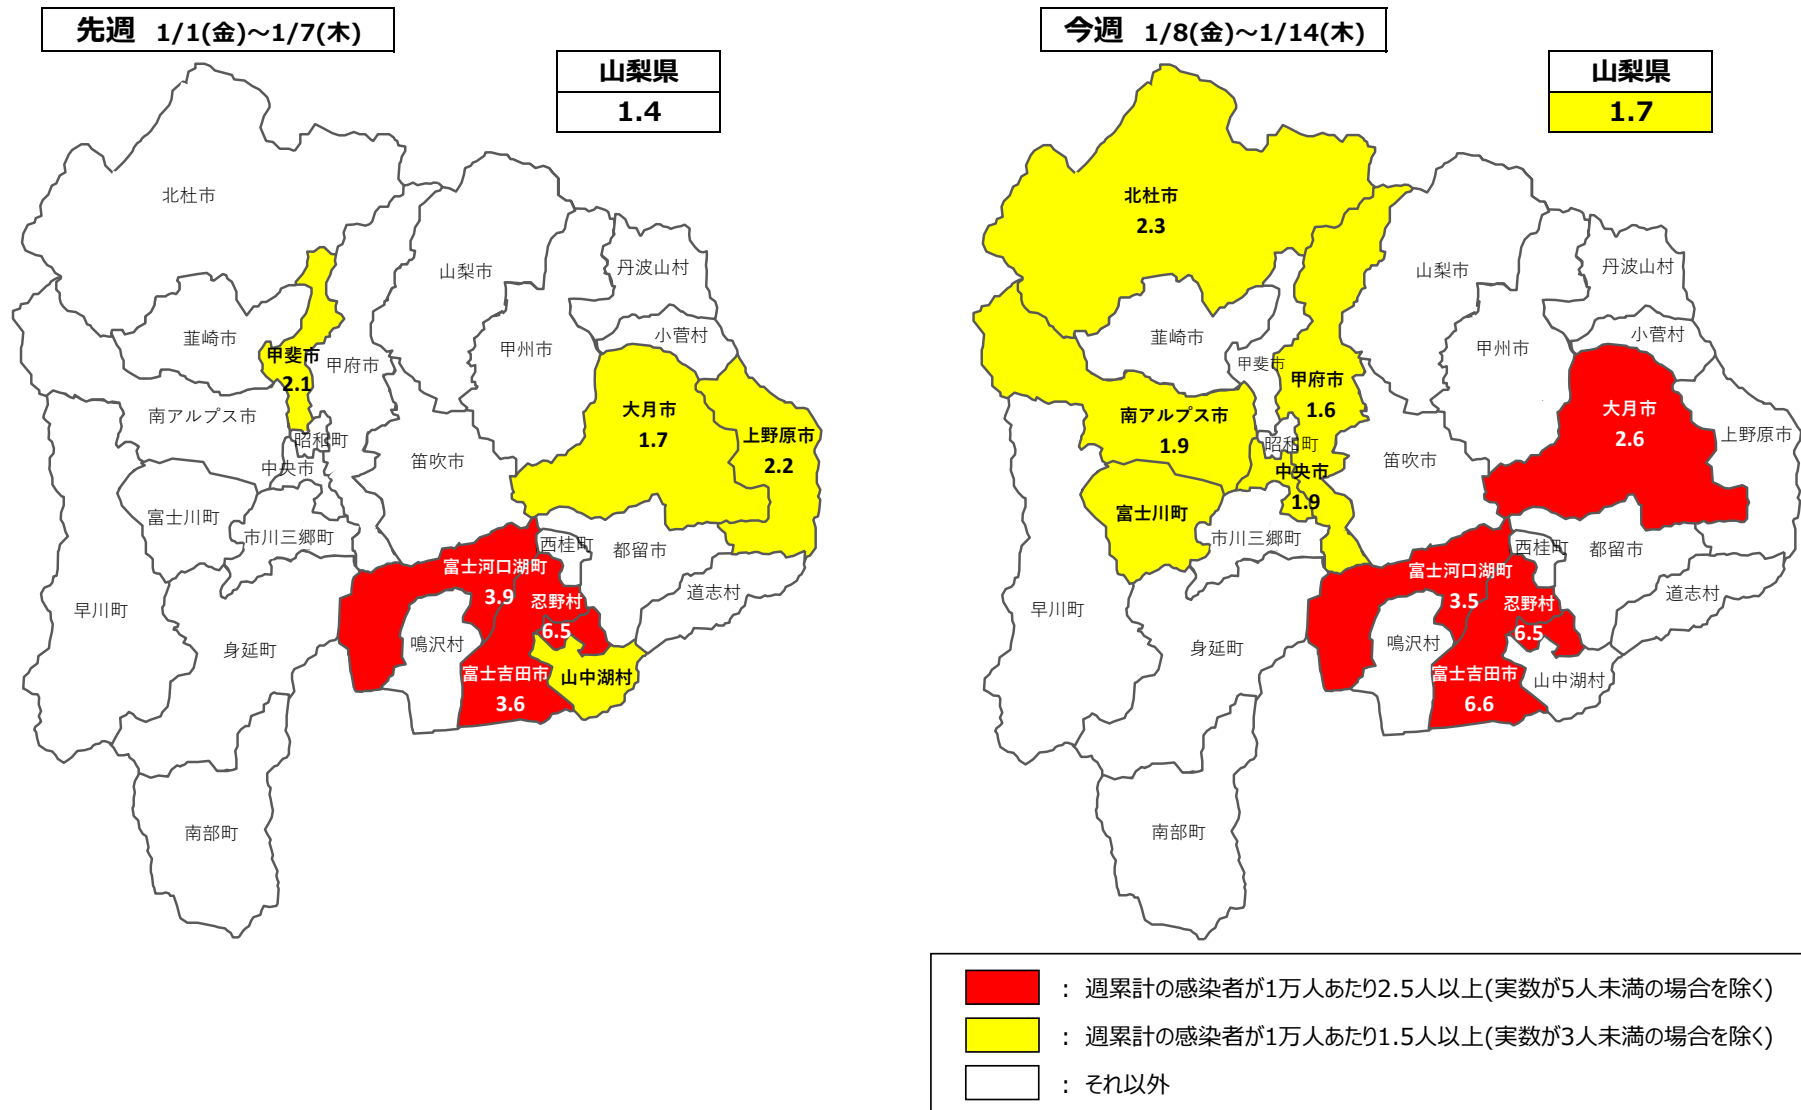 先週 1/1(金)～1/7(木)
山梨県
1.4
北杜市
山梨市
丹波山村
韮崎市
小菅村
甲斐市
2.1
甲府市
甲州市
南アルプス市
大月市
1.7
上野原市
2.2
昭和町
中央市
笛吹市
富士川町
市川三郷町
西桂町
都留市
富士河口湖町
3.9
忍野村
6.5
道志村
早川町
身延町
鳴沢村
富士吉田市
3.6
山中湖村
南部町
今週 1/8(金)～1/14(木)
山梨県
1.7
北杜市
2.3
山梨市
丹波山村
韮崎市
小菅村
甲斐市
甲府市
1.6
甲州市
南アルプス市
1.9
大月市
2.6
上野原市
昭和町
中央市
1.9
笛吹市
富士川町
市川三郷町
西桂町
都留市
富士河口湖町
3.5
忍野村
6.5
道志村
早川町
身延町
鳴沢村
富士吉田市
6.6
山中湖村
南部町
：週累計の感染者が1万人あたり2.5人以上(実数が5人未満の場合を除く)
：週累計の感染者が1万人あたり1.5人以上(実数が3人未満の場合を除く)
：それ以外